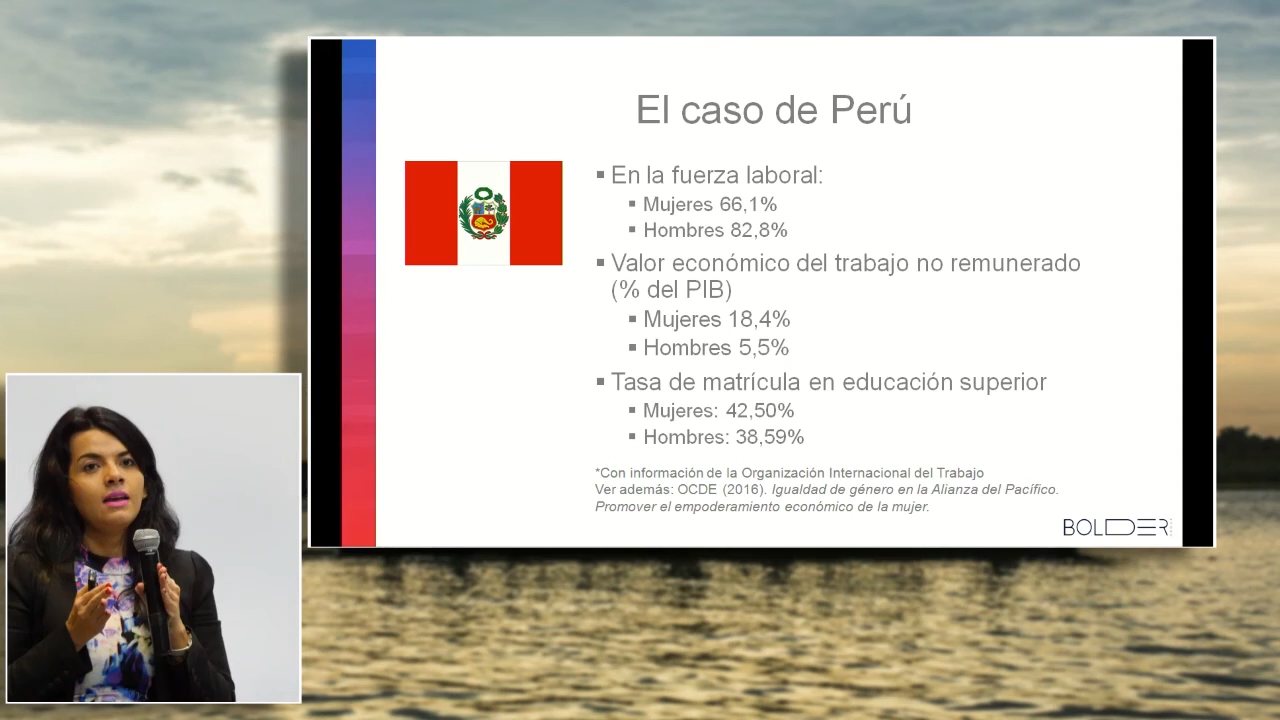 El caso de Perú
En la fuerza laboral:
Mujeres 66,1%
Hombres 82,8%
Valor económico del trabajo no remunerado
(% del PIB)
Mujeres 18,4%
Hombres 5,5%
Tasa de matrícula en educación superior
Mujeres: 42,50%
Hombres: 38,59%
*Con información de la Organización Internacional del Trabajo
Ver además: OCDE (2016). Igualdad de género en la Alianza del Pacífico.
Promover el empoderamiento económico de la mujer.
BOLDER